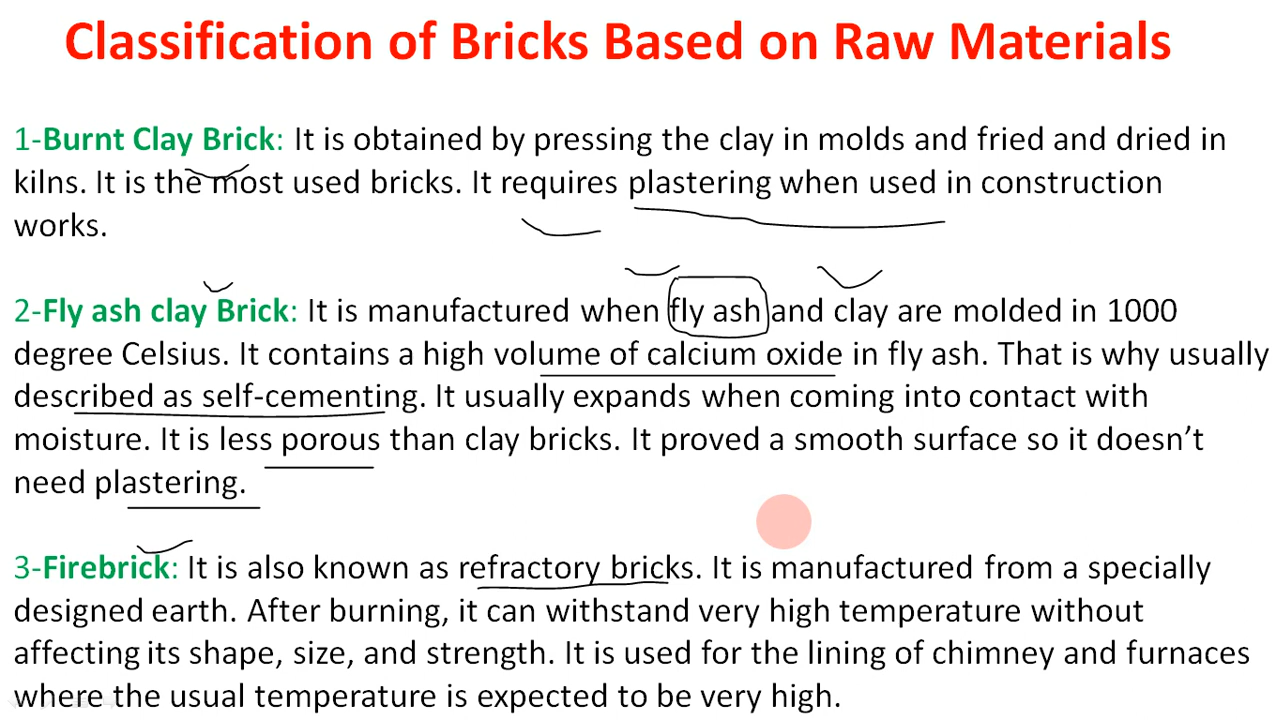 Classification of Bricks Based on Raw Materials
1-Burnt Clay Brick: It is obtained by pressing the clay in molds and fried and dried in
kilns. It is the most used bricks. It requires plastering when used in construction
works.
2-Fly ash clay Brick: It is manufactured when fly ash and clay are molded in 1000
degree Celsius. It contains a high volume of calcium oxide in fly ash. That is why usually
described as self-cementing. It usually expands when coming into contact with
moisture. It is less porous than clay bricks. It proved a smooth surface so it doesn’t
need plastering.
3-Firebrick: It is also known as refractory bricks. It is manufactured from a specially
designed earth. After burning, it can withstand very high temperature without
affecting its shape, size, and strength. It is used for the lining of chimney and furnaces
where the usual temperature is expected to be very high.